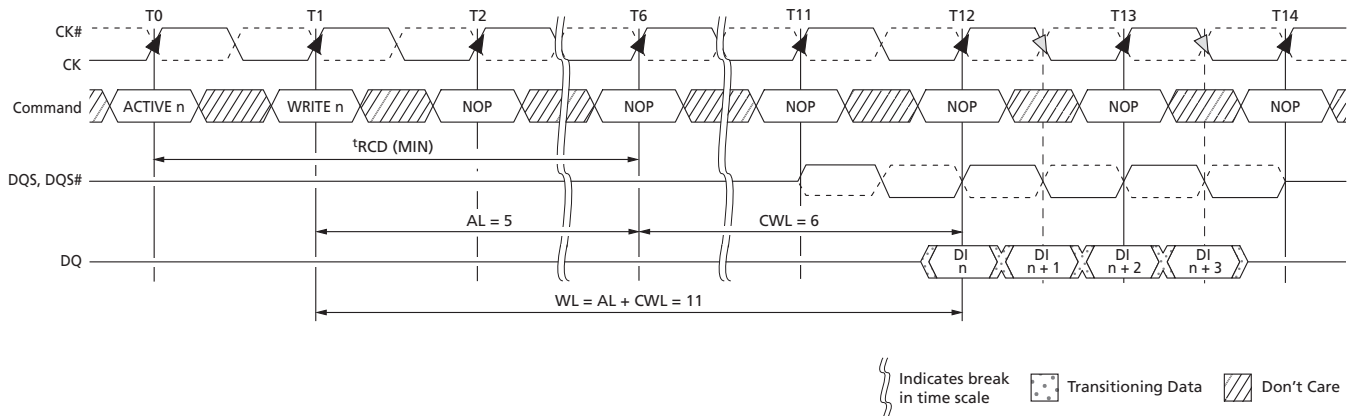 T0 T1 T2 T6 T11 T12 T13 T14
CK#
CK
Command ACTIVE n WRITE n NOP NOP NOP NOP NOP NOP
tRCD (MIN)
DQS, DQS#
AL = 5 CWL = 6
DQ DI n DI n + 1 DI n + 2 DI n + 3
WL = AL + CWL = 11
Indicates break in time scale
Transitioning Data
Don't Care